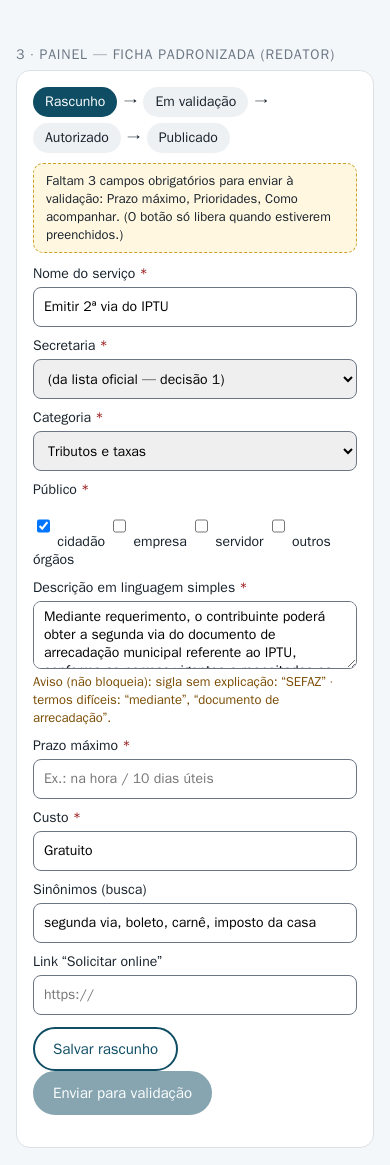 3 · PAINEL — FICHA PADRONIZADA (REDATOR)
Rascunho → Em validação →
Autorizado → Publicado
Faltam 3 campos obrigatórios para enviar à
validação: Prazo máximo, Prioridades, Como
acompanhar. (O botão só libera quando estiverem
preenchidos.)
Nome do serviço *
Emitir 2ª via do IPTU
Secretaria *
(da lista oficial — decisão 1)
Categoria *
Tributos e taxas
Público *
cidadão empresa servidor outros
órgãos
Descrição em linguagem simples *
Mediante requerimento, o contribuinte poderá
obter a segunda via do documento de
arrecadação municipal referente ao IPTU,
Aviso (não bloqueia): sigla sem explicação: “SEFAZ” ·
termos difíceis: “mediante”, “documento de
arrecadação”.
Prazo máximo *
Ex.: na hora / 10 dias úteis
Custo *
Gratuito
Sinônimos (busca)
segunda via, boleto, carnê, imposto da casa
Link “Solicitar online”
https://
Salvar rascunho
Enviar para validação